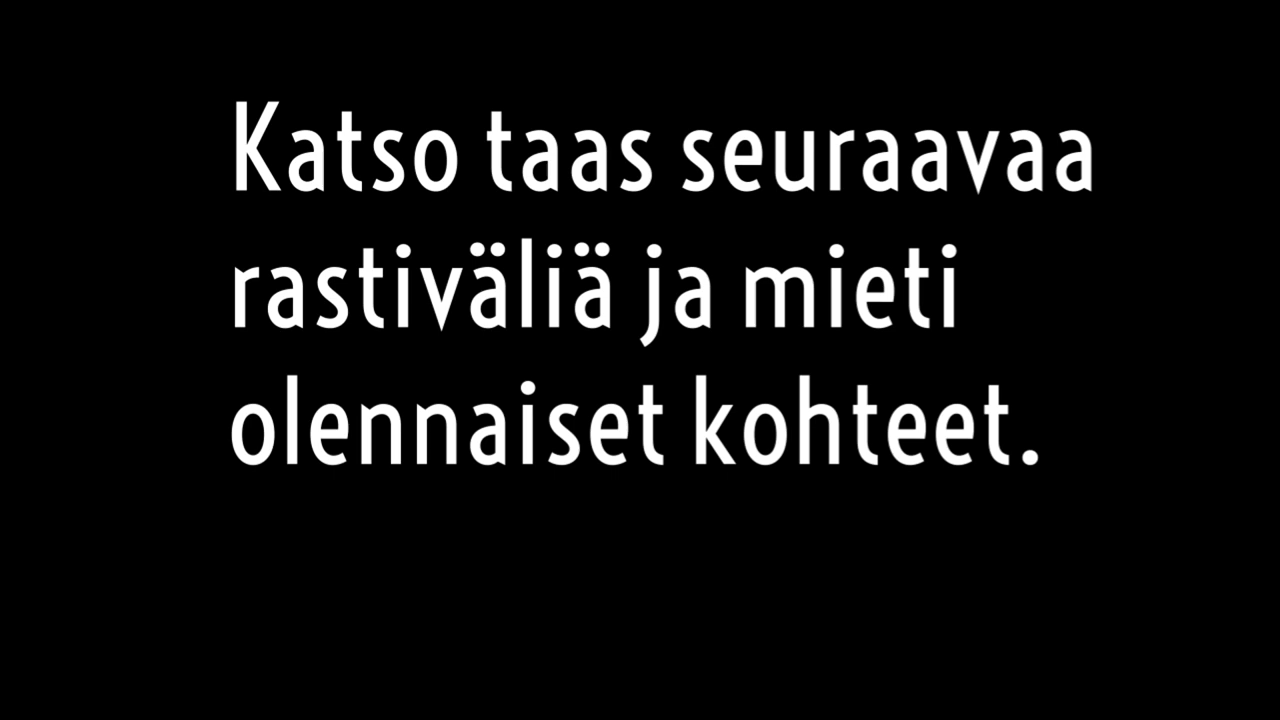 Katso taas seuraavaa
rastiväliä ja mieti
olennaiset kohteet.